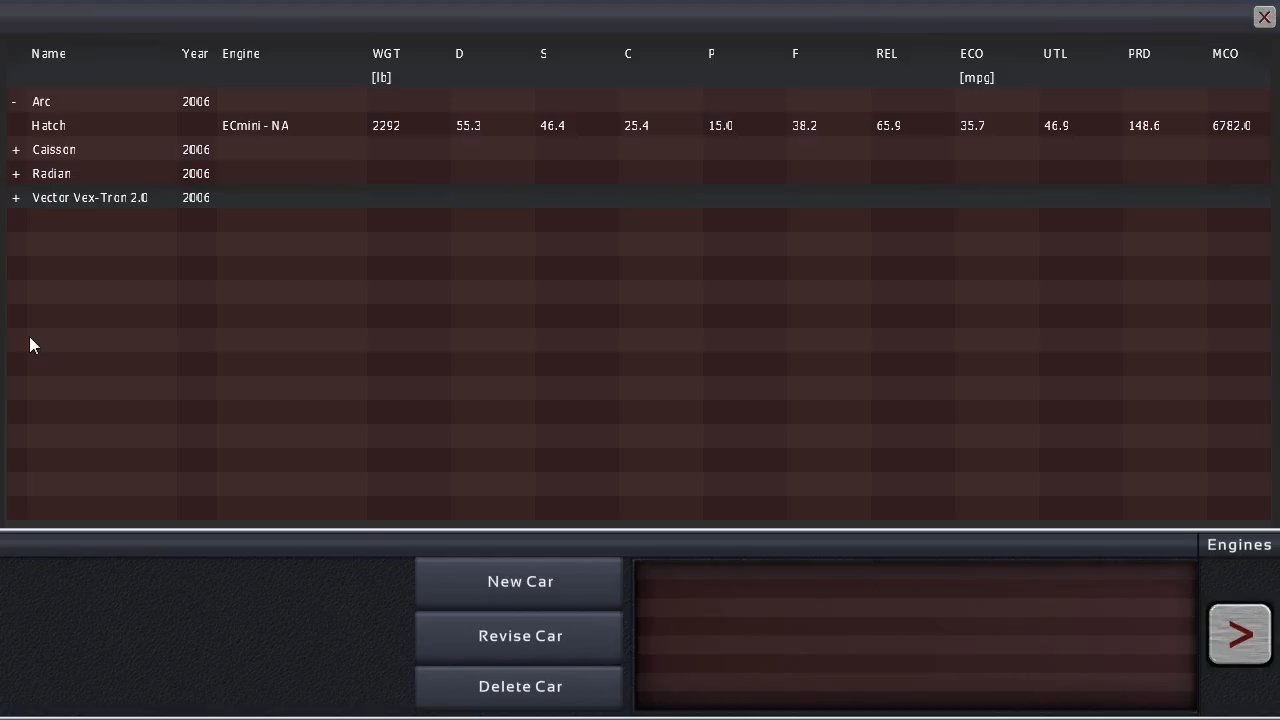 Name Year Engine WGT D S C P F REL ECO UTL PRD MCO
[lb] [mpg]
- Arc 2006
Hatch ECmini - NA 2292 55.3 46.4 25.4 15.0 38.2 65.9 35.7 46.9 148.6 6782.0
+ Caisson 2006
+ Radian 2006
+ Vector Vex-Tron 2.0 2006
Engines
New Car
Revise Car
>
Delete Car